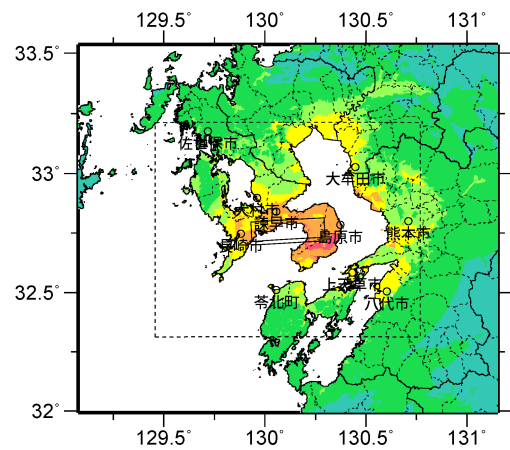 129.5° 130° 130.5° 131°
33.5°
佐世保市
33°
大牟田市
大村市
諫早市
島原市
熊本市
長崎市
32.5°
上天草市
苓北町
八代市
32°
129.5° 130° 130.5° 131°